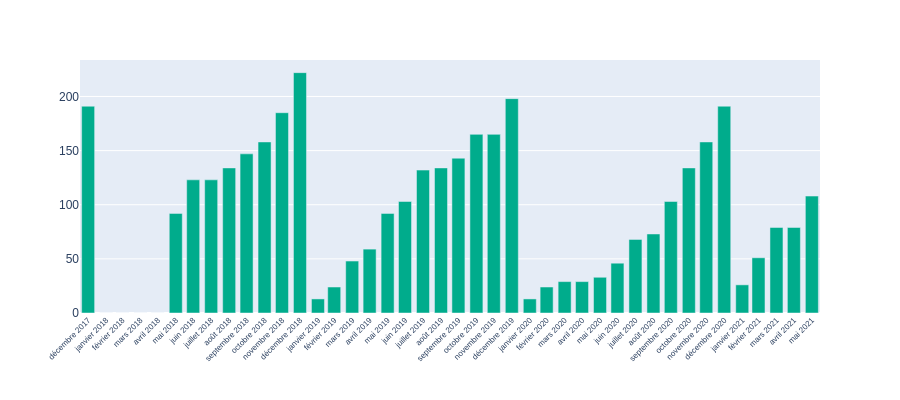 200
150
100
50
0
décembre 2017
janvier 2018
février 2018
mars 2018
avril 2018
mai 2018
juin 2018
juillet 2018
août 2018
septembre 2018
octobre 2018
novembre 2018
décembre 2018
janvier 2019
février 2019
mars 2019
avril 2019
mai 2019
juin 2019
juillet 2019
août 2019
septembre 2019
octobre 2019
novembre 2019
décembre 2019
janvier 2020
février 2020
mars 2020
avril 2020
mai 2020
juin 2020
juillet 2020
août 2020
septembre 2020
octobre 2020
novembre 2020
décembre 2020
janvier 2021
février 2021
mars 2021
avril 2021
mai 2021